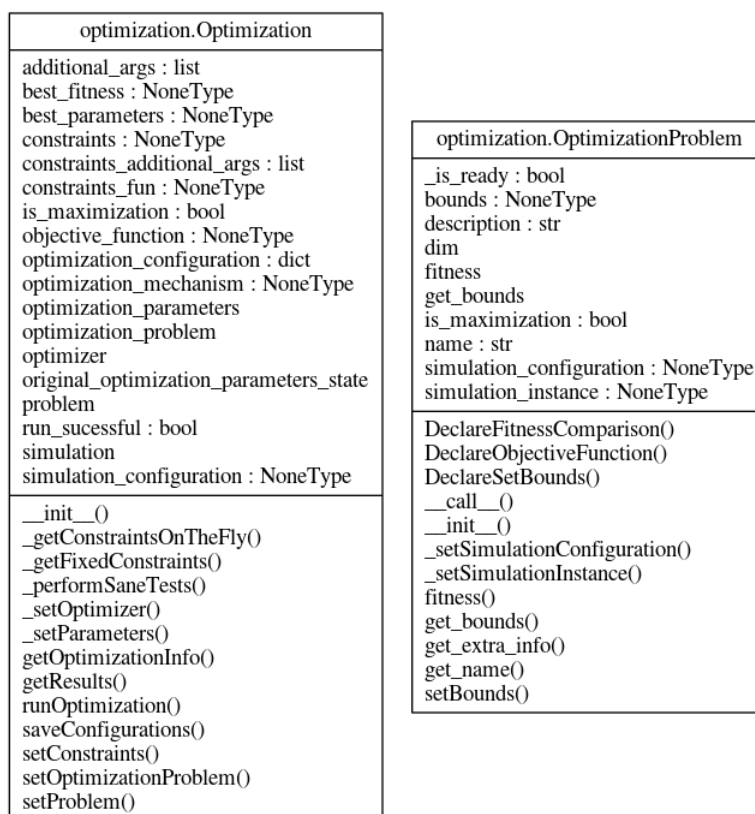 optimization.Optimization
additional_args : list
best_fitness : NoneType
best_parameters : NoneType
constraints : NoneType
constraints_additional_args : list
constraints_fun : NoneType
is_maximization : bool
objective_function : NoneType
optimization_configuration : dict
optimization_mechanism : NoneType
optimization_parameters
optimization_problem
optimizer
original_optimization_parameters_state
problem
run_sucessful : bool
simulation
simulation_configuration : NoneType
__init__()
_getConstraintsOnTheFly()
_getFixedConstraints()
_performSaneTests()
_setOptimizer()
_setParameters()
getOptimizationInfo()
getResults()
runOptimization()
saveConfigurations()
setConstraints()
setOptimizationProblem()
setProblem()
optimization.OptimizationProblem
_is_ready : bool
bounds : NoneType
description : str
dim
fitness
get_bounds
is_maximization : bool
name : str
simulation_configuration : NoneType
simulation_instance : NoneType
DeclareFitnessComparison()
DeclareObjectiveFunction()
DeclareSetBounds()
__call__()
__init__()
_setSimulationConfiguration()
_setSimulationInstance()
fitness()
get_bounds()
get_extra_info()
get_name()
setBounds()